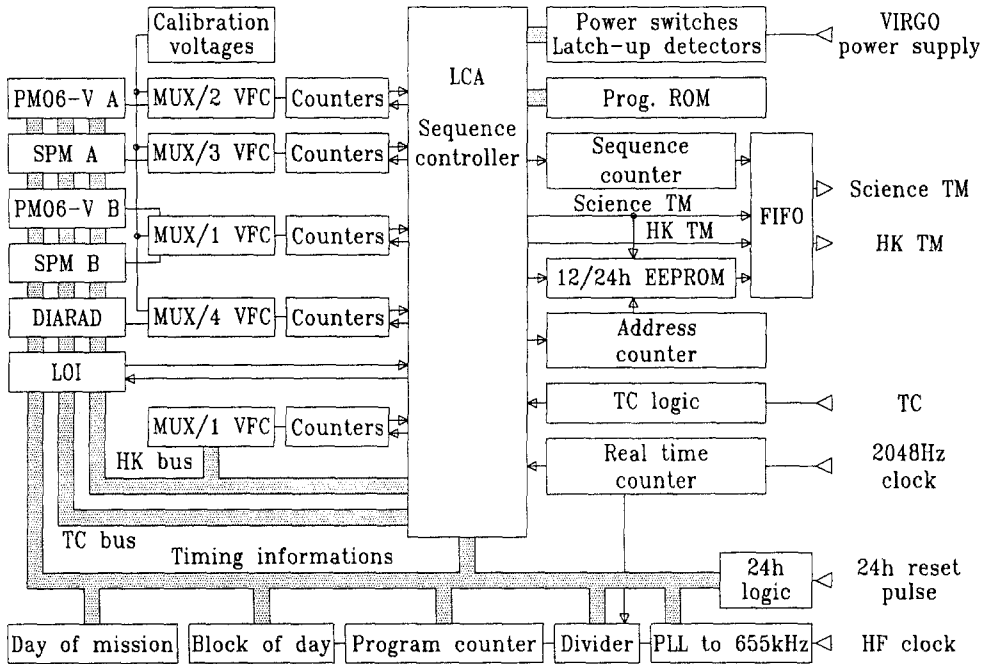 Calibration
voltages
PMO6-V A
SPM A
PMO6-V B
SPM B
DIARAD
LOI
MUX/2 VFC
Counters
MUX/3 VFC
Counters
MUX/1 VFC
Counters
MUX/4 VFC
Counters
MUX/1 VFC
Counters
HK bus
TC bus
Timing informations
LCA
Sequence
controller
Power switches
Latch-up detectors
Prog. ROM
Sequence
counter
Science TM
HK TM
12/24h EEPROM
Address
counter
TC logic
Real time
counter
FIFO
VIRGO
power supply
Science TM
HK TM
TC
2048Hz
clock
24h
logic
24h reset
pulse
Day of mission
Block of day
Program counter
Divider
PLL to 655kHz
HF clock